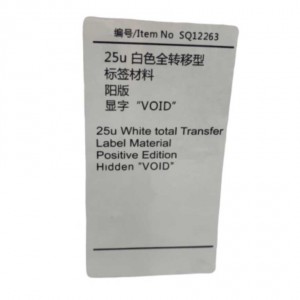 编号/Item No SQ12263
25u 白色全转移型
标签材料
阳版
显字“VOID”
25u White total Transfer
Label Material
Positive Edition
Hidden “VOID”